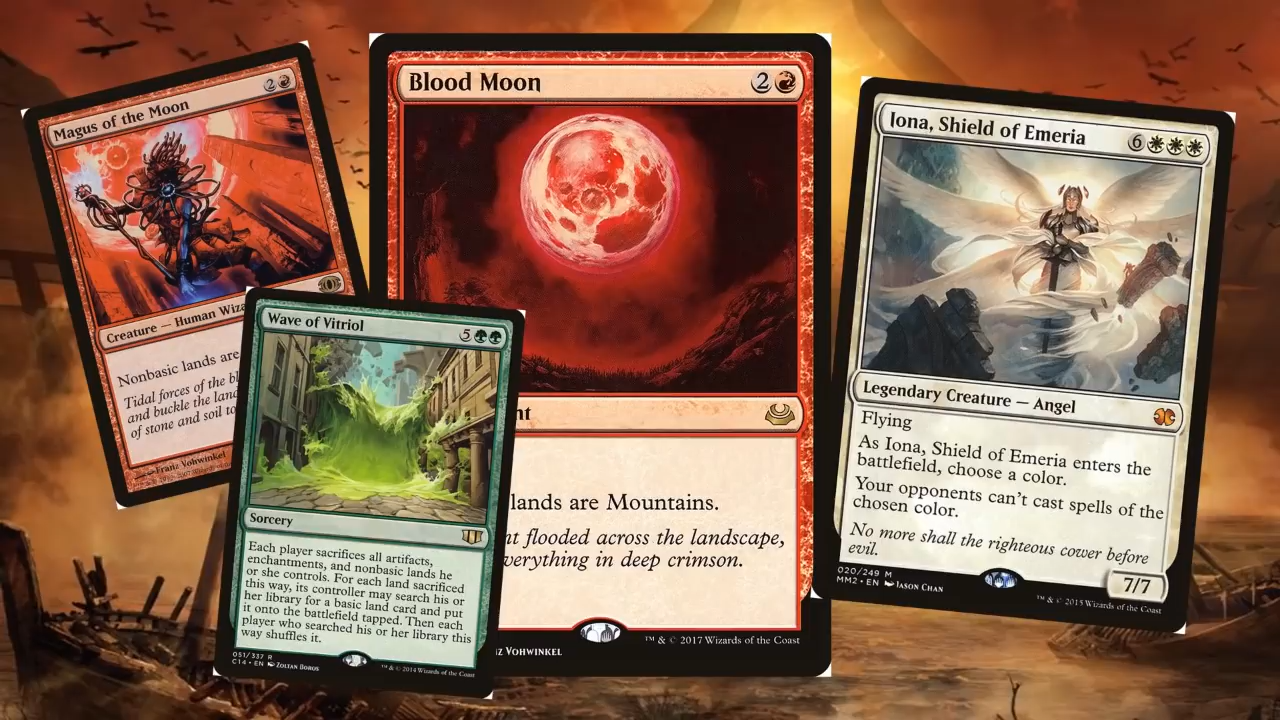 Magus of the Moon
2
Creature — Human Wiza
Nonbasic lands are
Tidal forces of the bl
and buckle the land
of stone and soil to
Franz Vohwinkel
Wave of Vitriol
5
Sorcery
Each player sacrifices all artifacts,
enchantments, and nonbasic lands he
or she controls. For each land sacrificed
this way, its controller may search his or
her library for a basic land card and put
it onto the battlefield tapped. Then each
player who searched his or her library this
way shuffles it.
051/337 R
C14 • EN Zoltan Boros
™ & © 2014 Wizards of the Coast
Blood Moon
2
nt
lands are Mountains.
nt flooded across the landscape,
verything in deep crimson.
nz Vohwinkel
™ & © 2017 Wizards of the Coast
Iona, Shield of Emeria
6
Legendary Creature — Angel
Flying
As Iona, Shield of Emeria enters the
battlefield, choose a color.
Your opponents can't cast spells of the
chosen color.
No more shall the righteous cower before
evil.
7/7
020/249 M
MM2 • EN Jason Chan
™ & © 2015 Wizards of the Coast